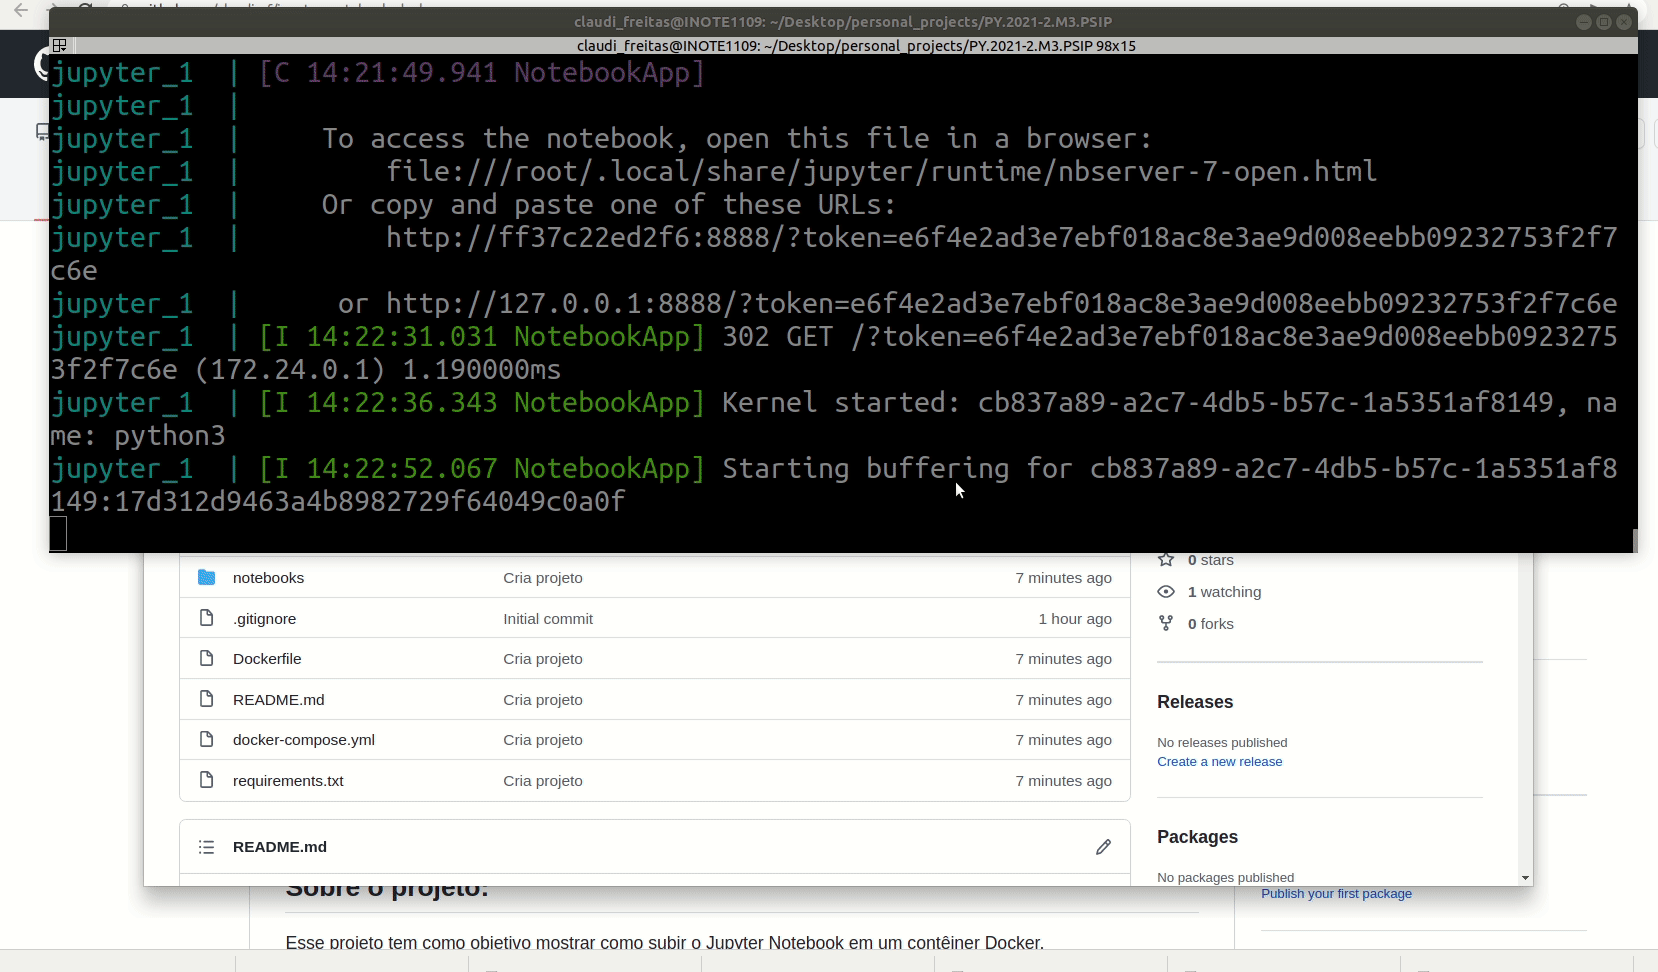 claudi_freitas@INOTE1109: ~/Desktop/personal_projects/PY.2021-2.M3.PSIP
claudi_freitas@INOTE1109: ~/Desktop/personal_projects/PY.2021-2.M3.PSIP 98x15
jupyter_1 | [C 14:21:49.941 NotebookApp]
jupyter_1 |
jupyter_1 | To access the notebook, open this file in a browser:
jupyter_1 | file:///root/.local/share/jupyter/runtime/nbserver-7-open.html
jupyter_1 | Or copy and paste one of these URLs:
jupyter_1 | http://ff37c22ed2f6:8888/?token=e6f4e2ad3e7ebf018ac8e3ae9d008eebb09232753f2f7
c6e
jupyter_1 | or http://127.0.0.1:8888/?token=e6f4e2ad3e7ebf018ac8e3ae9d008eebb09232753f2f7c6e
jupyter_1 | [I 14:22:31.031 NotebookApp] 302 GET /?token=e6f4e2ad3e7ebf018ac8e3ae9d008eebb0923275
3f2f7c6e (172.24.0.1) 1.190000ms
jupyter_1 | [I 14:22:36.343 NotebookApp] Kernel started: cb837a89-a2c7-4db5-b57c-1a5351af8149, na
me: python3
jupyter_1 | [I 14:22:52.067 NotebookApp] Starting buffering for cb837a89-a2c7-4db5-b57c-1a5351af8
149:17d312d9463a4b8982729f64049c0a0f
0 stars
notebooks Cria projeto 7 minutes ago
1 watching
.gitignore Initial commit 1 hour ago
0 forks
Dockerfile Cria projeto 7 minutes ago
README.md Cria projeto 7 minutes ago
Releases
docker-compose.yml Cria projeto 7 minutes ago
No releases published
Create a new release
requirements.txt Cria projeto 7 minutes ago
README.md
Packages
No packages published
Publish your first package
Sobre o projeto:
Esse projeto tem como objetivo mostrar como subir o Jupyter Notebook em um contêiner Docker.